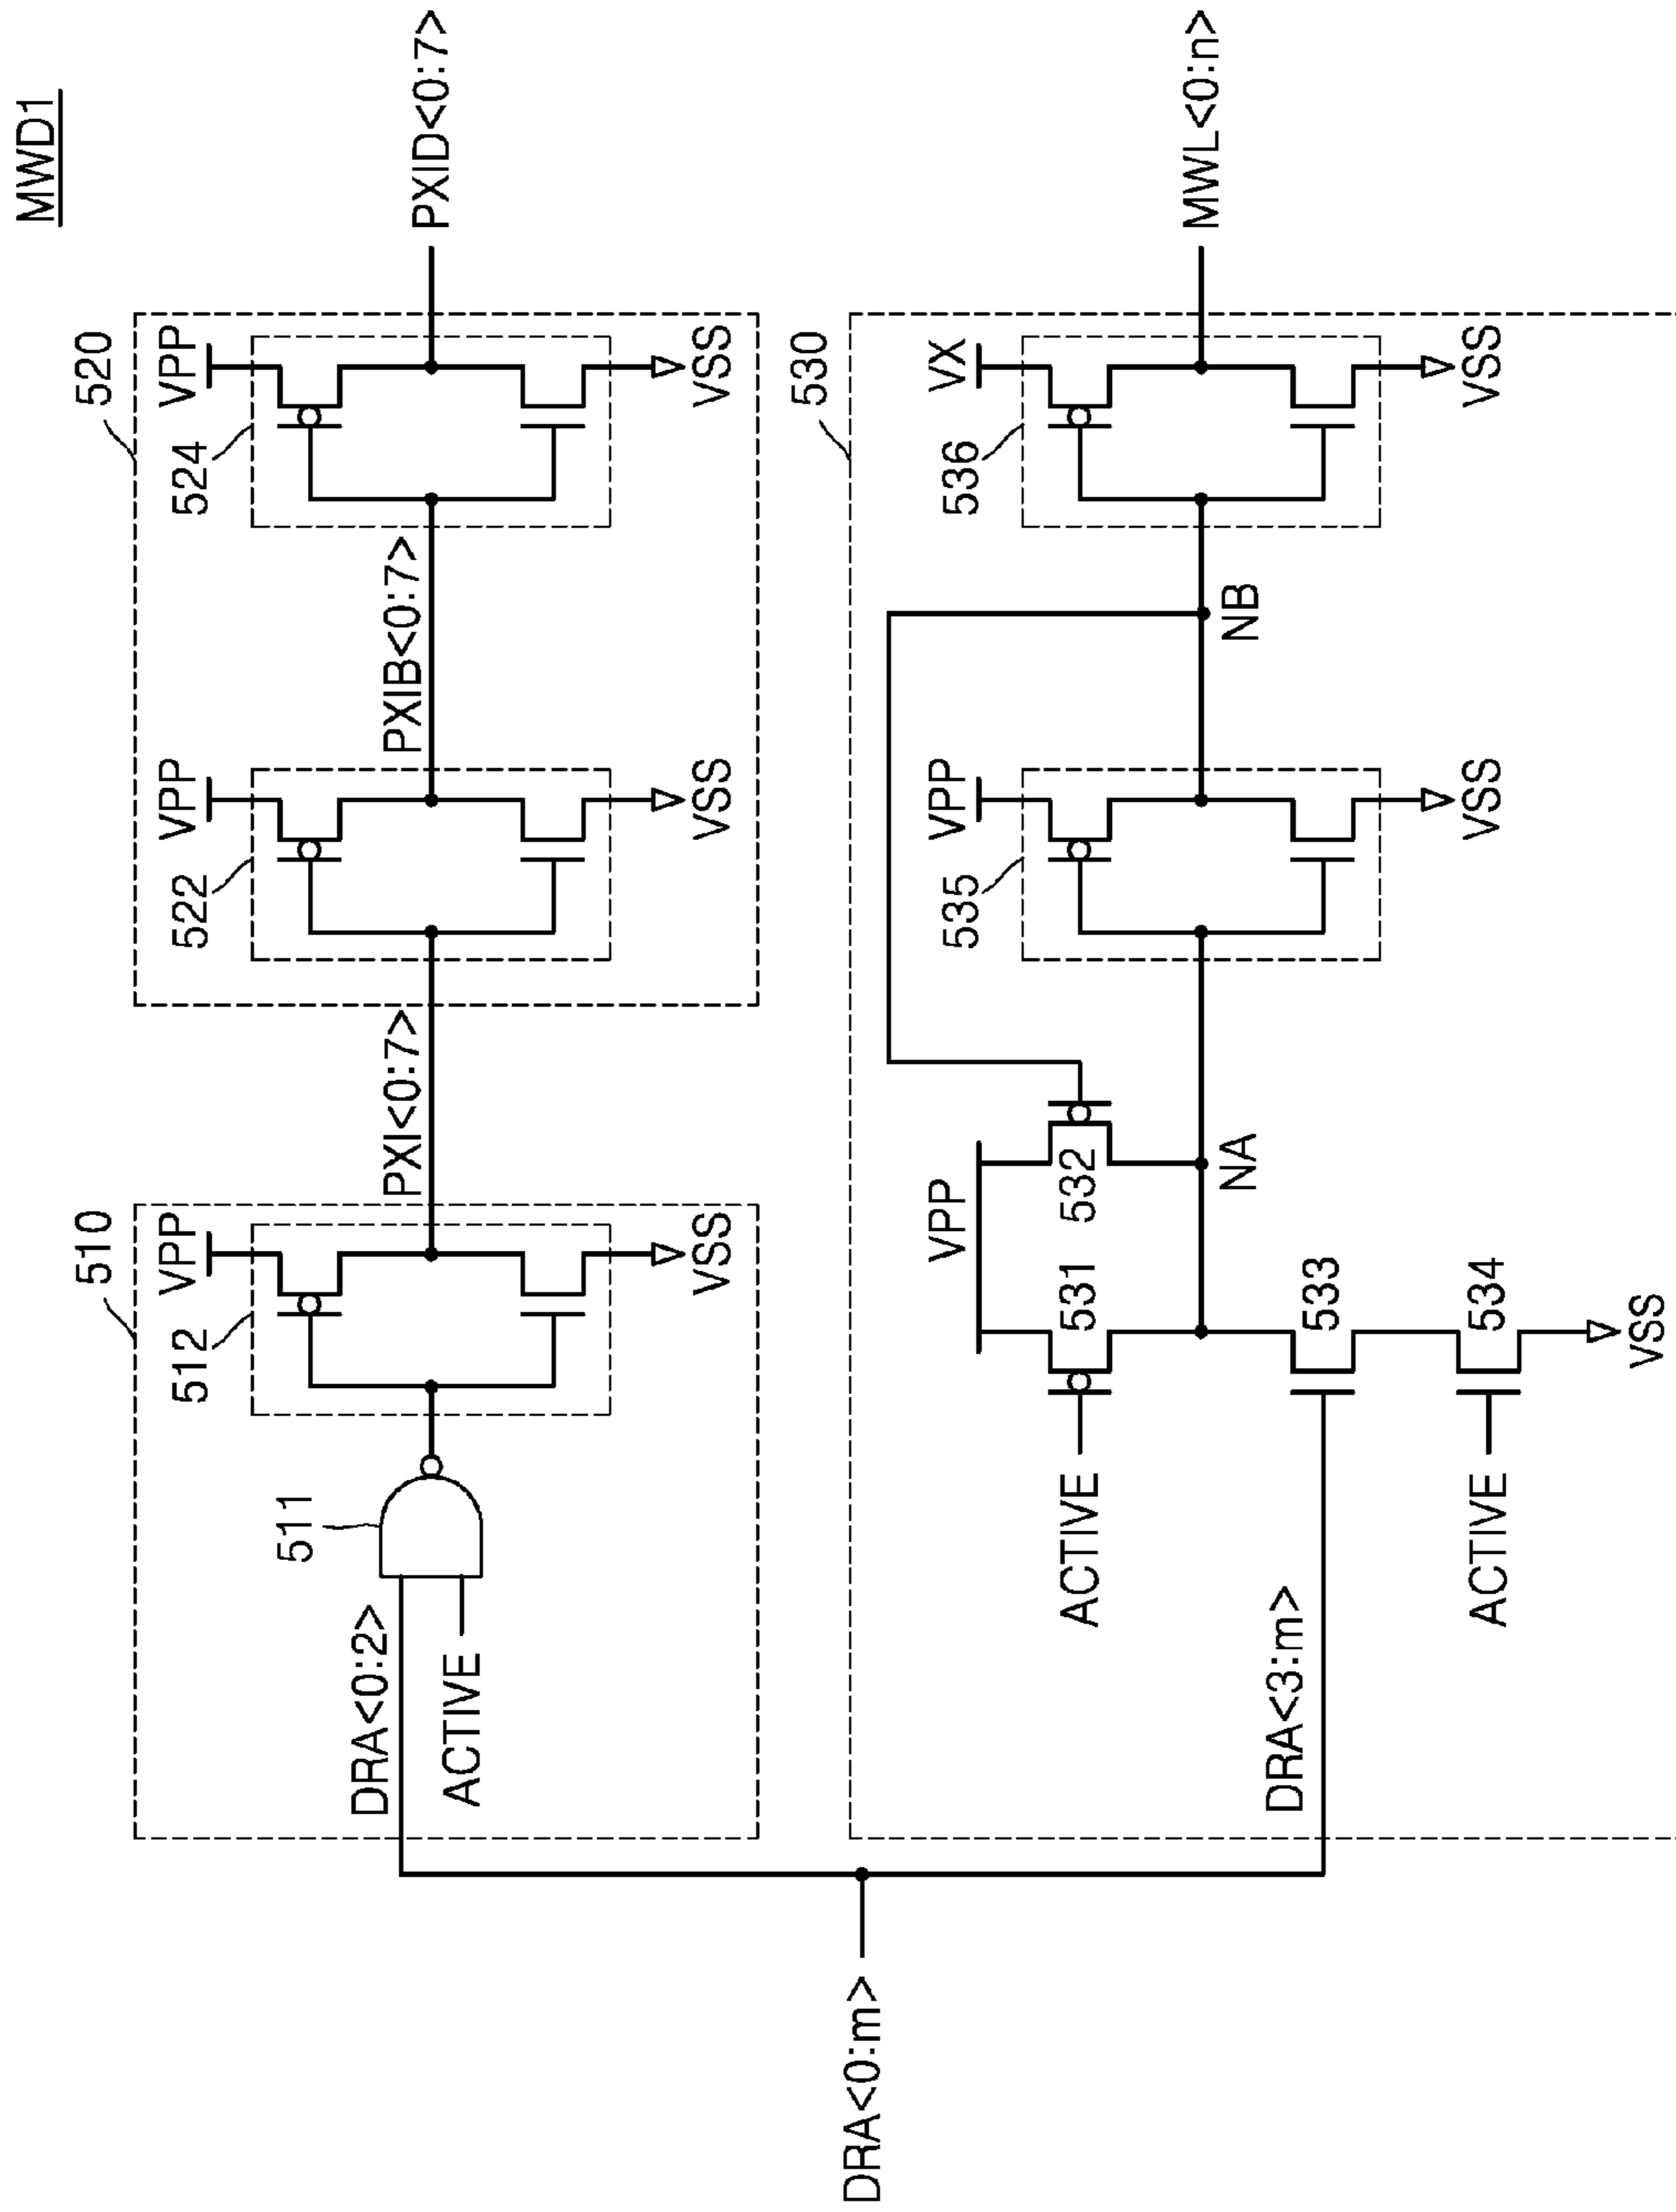 MWD1
510
520
VPP
VPP
VPP
512
522
524
511
DRA<0:2>
ACTIVE
PXI<0:7>
PXIB<0:7>
PXID<0:7>
VSS
VSS
VSS
DRA<0:m>
530
VPP
VPP
VX
535
536
ACTIVE
531
532
NA
NB
MWL<0:n>
DRA<3:m>
533
VSS
VSS
ACTIVE
534
VSS